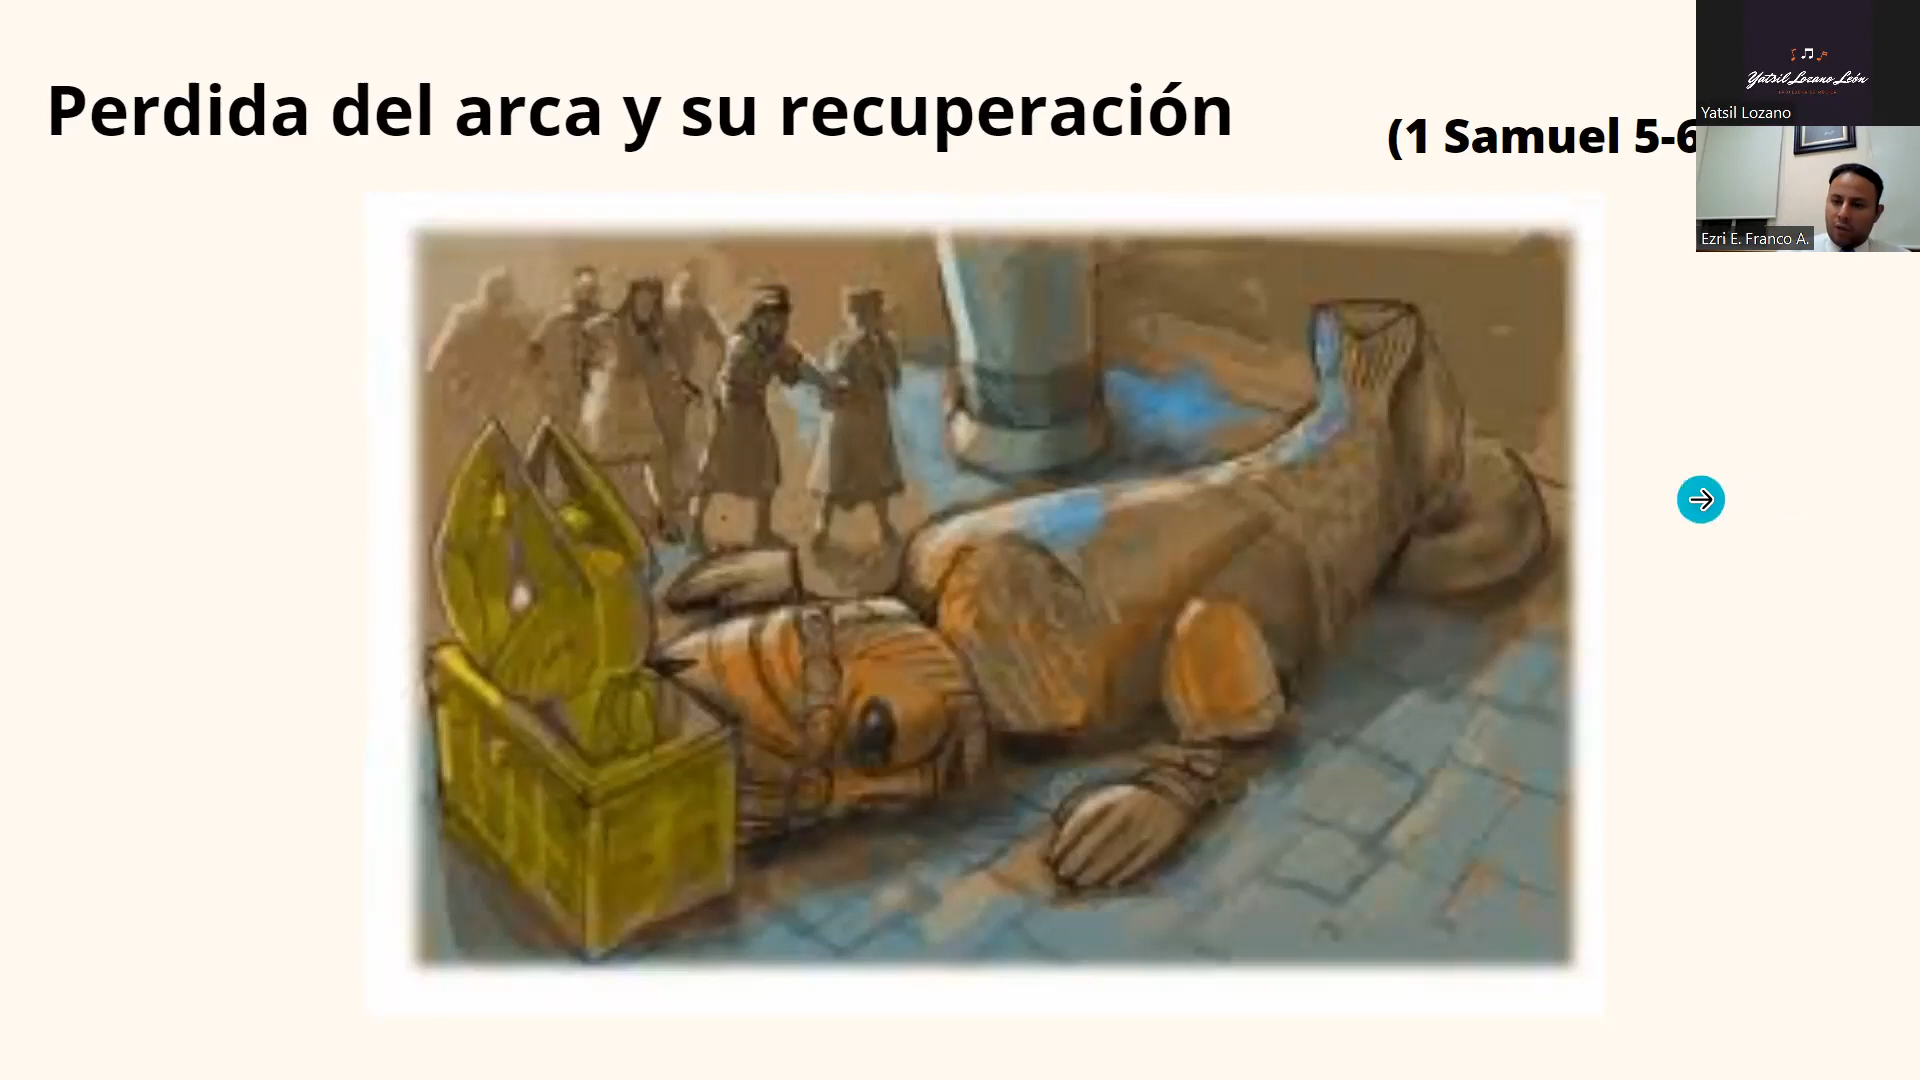 Perdida del arca y su recuperación
(1 Samuel 5-6
Yatsil Lozano León
Yatsil Lozano
Ezri E. Franco A.